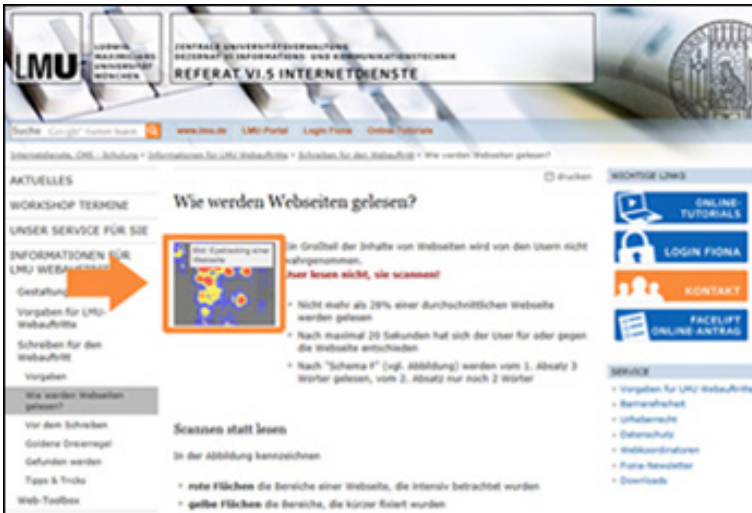 LMU
LUDWIG
MAXIMILIANS
UNIVERSITÄT
MÜNCHEN
ZENTRALE UNIVERSITÄTSVERWALTUNG
DEZERNAT VI INFORMATIONS- UND KOMMUNIKATIONSTECHNIK
REFERAT VI.5 INTERNETDIENSTE
Suche Google Custom Search www.lmu.de LMU-Portal Login Fiona Online-Tutorials
Internetdienste, CMS - Schulung > Informationen für LMU Webauftritte > Schreiben für den Webauftritt > Wie werden Webseiten gelesen?
AKTUELLES
WORKSHOP TERMINE
UNSER SERVICE FÜR SIE
INFORMATIONEN FÜR
LMU
Gestaltung
Vorgaben für LMU-
Webauftritte
Schreiben für den
Webauftritt
Vorgaben
Wie werden Webseiten
gelesen?
Vor dem Schreiben
Goldene Dreierregel
Gefunden werden
Tipps & Tricks
Web-Toolbox
drucken
Wie werden Webseiten gelesen?
Bild: Eyetracking einer
Webseite
Ein Großteil der Inhalte von Webseiten wird von den Usern nicht
wahrgenommen.
User lesen nicht, sie scannen!
Nicht mehr als 28% einer durchschnittlichen Webseite
werden gelesen
Nach maximal 20 Sekunden hat sich der User für oder gegen
die Webseite entschieden
Nach "Schema F" (vgl. Abbildung) werden vom 1. Absatz 3
Wörter gelesen, vom 2. Absatz nur noch 2 Wörter
Scannen statt lesen
In der Abbildung kennzeichnen
rote Flächen die Bereiche einer Webseite, die intensiv betrachtet wurden
gelbe Flächen die Bereiche, die kürzer fixiert wurden
WICHTIGE LINKS
ONLINE-
TUTORIALS
LOGIN FIONA
KONTAKT
FACELIFT
ONLINE-ANTRAG
SERVICE
Vorgaben für LMU Webauftritte
Barrierefreiheit
Urheberrecht
Datenschutz
Webkoordinatoren
Fiona-Newsletter
Downloads